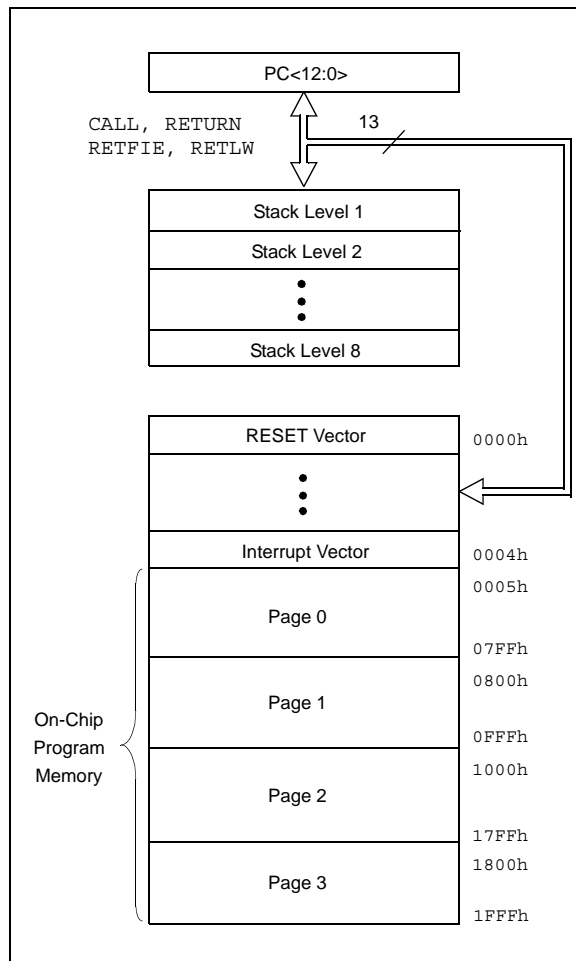 PC<12:0>
CALL, RETURN
RETFIE, RETLW
13
Stack Level 1
Stack Level 2
Stack Level 8
RESET Vector
0000h
Interrupt Vector
0004h
0005h
Page 0
07FFh
0800h
Page 1
0FFFh
On-Chip
Program
Memory
1000h
Page 2
17FFh
1800h
Page 3
1FFFh